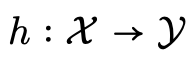 h : 𝒳 → 𝒴